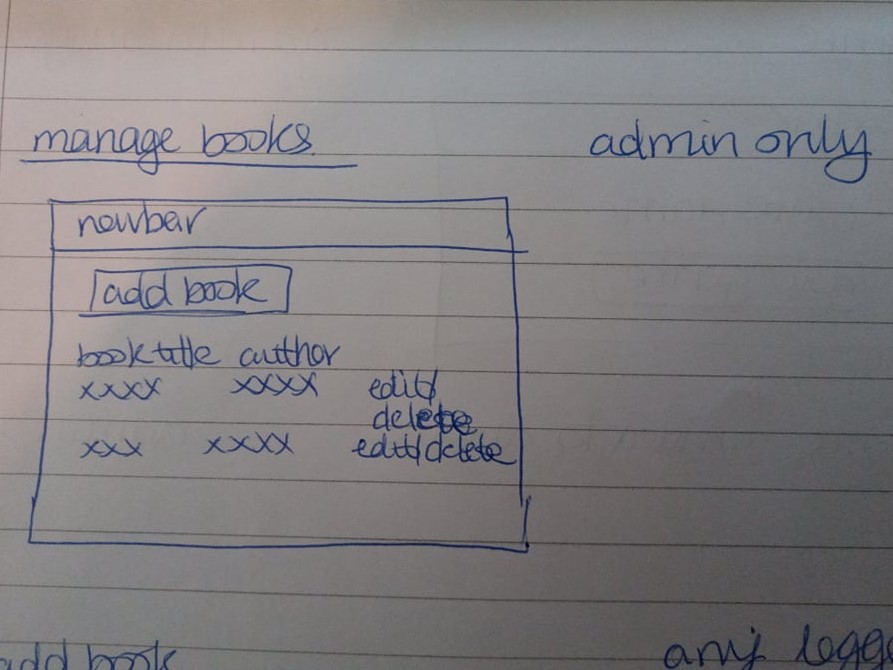 manage books
admin only
navbar
add book
book title author
xxxx xxxx edit/
delete
xxx xxxx edit/delete
add book
any logge